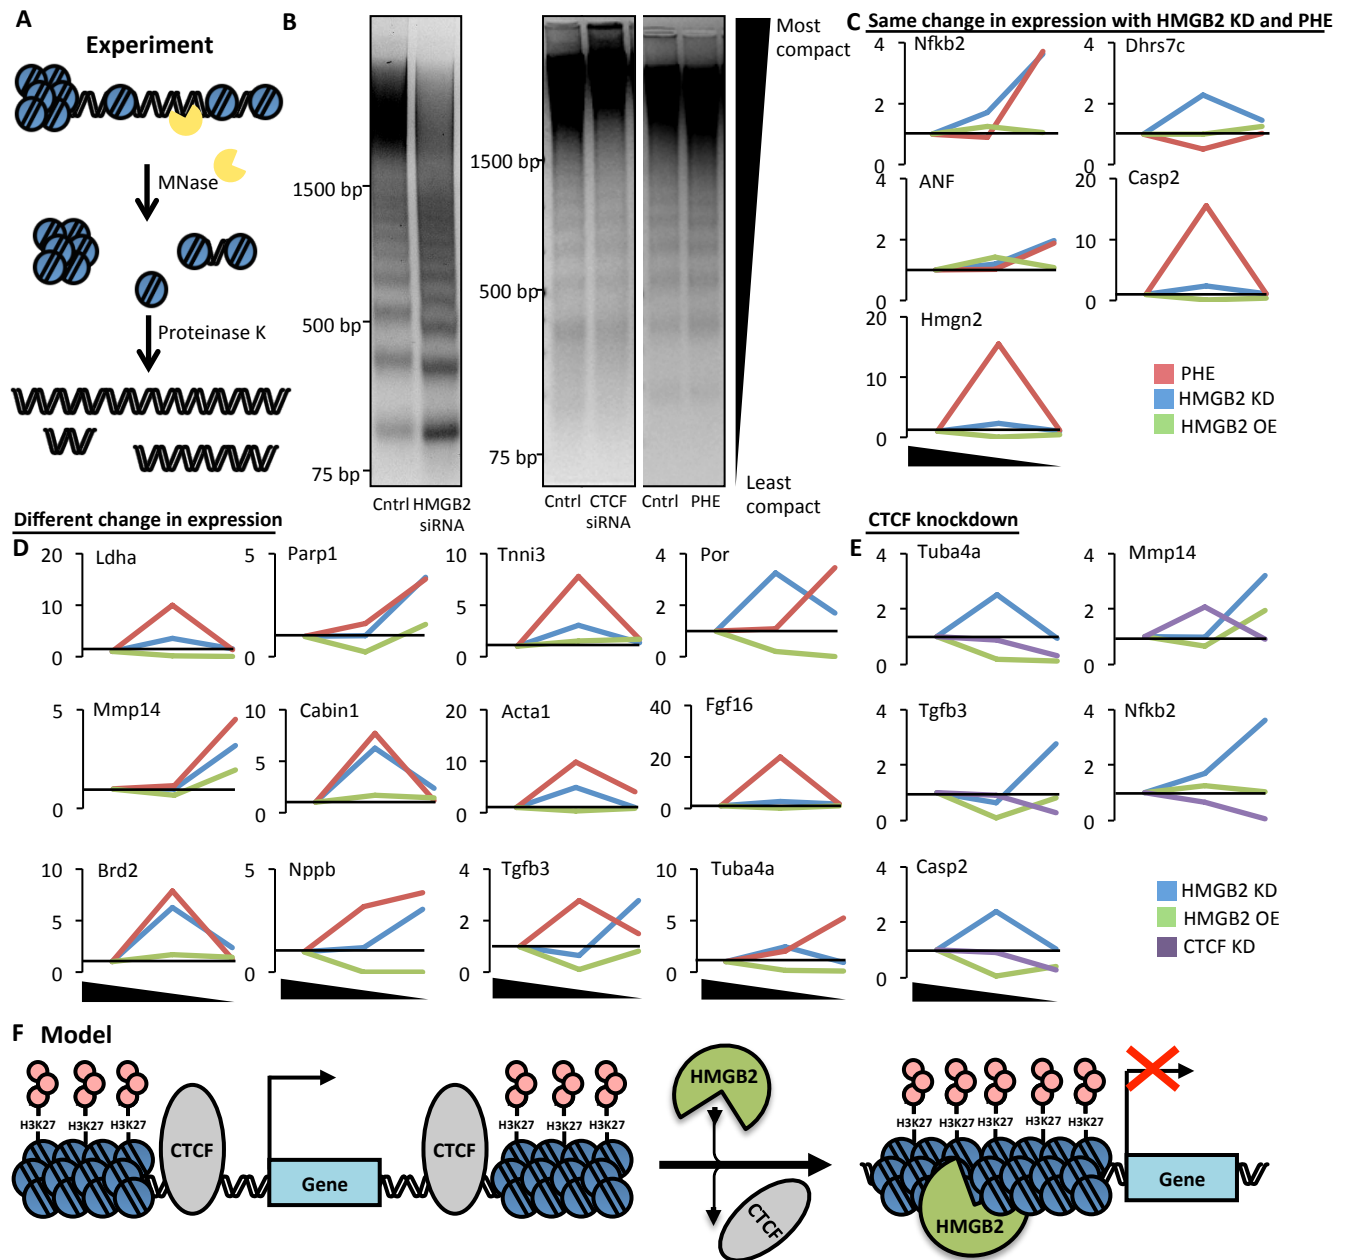 A
Experiment
MNase
Proteinase K
B
1500 bp
500 bp
75 bp
Cntrl
HMGB2
siRNA
1500 bp
500 bp
75 bp
Cntrl
CTCF
siRNA
Cntrl
PHE
Most
compact
Least
compact
C
Same change in expression with HMGB2 KD and PHE
Nfkb2
4
2
0
Dhrs7c
4
2
0
ANF
4
2
0
Casp2
20
10
0
Hmgn2
20
10
0
PHE
HMGB2 KD
HMGB2 OE
Different change in expression
D
Ldha
20
10
0
Parp1
5
0
Tnni3
10
5
0
Por
4
2
0
Mmp14
5
0
Cabin1
10
5
0
Acta1
20
10
0
Fgf16
40
20
0
Brd2
10
5
0
Nppb
5
0
Tgfb3
4
2
0
Tuba4a
10
5
0
CTCF knockdown
E
Tuba4a
4
2
0
Mmp14
4
2
0
Tgfb3
4
2
0
Nfkb2
4
2
0
Casp2
4
2
0
HMGB2 KD
HMGB2 OE
CTCF KD
F Model
H3K27 H3K27 H3K27
CTCF
Gene
CTCF
H3K27 H3K27 H3K27
HMGB2
CTCF
H3K27 H3K27 H3K27 H3K27 H3K27
HMGB2
Gene